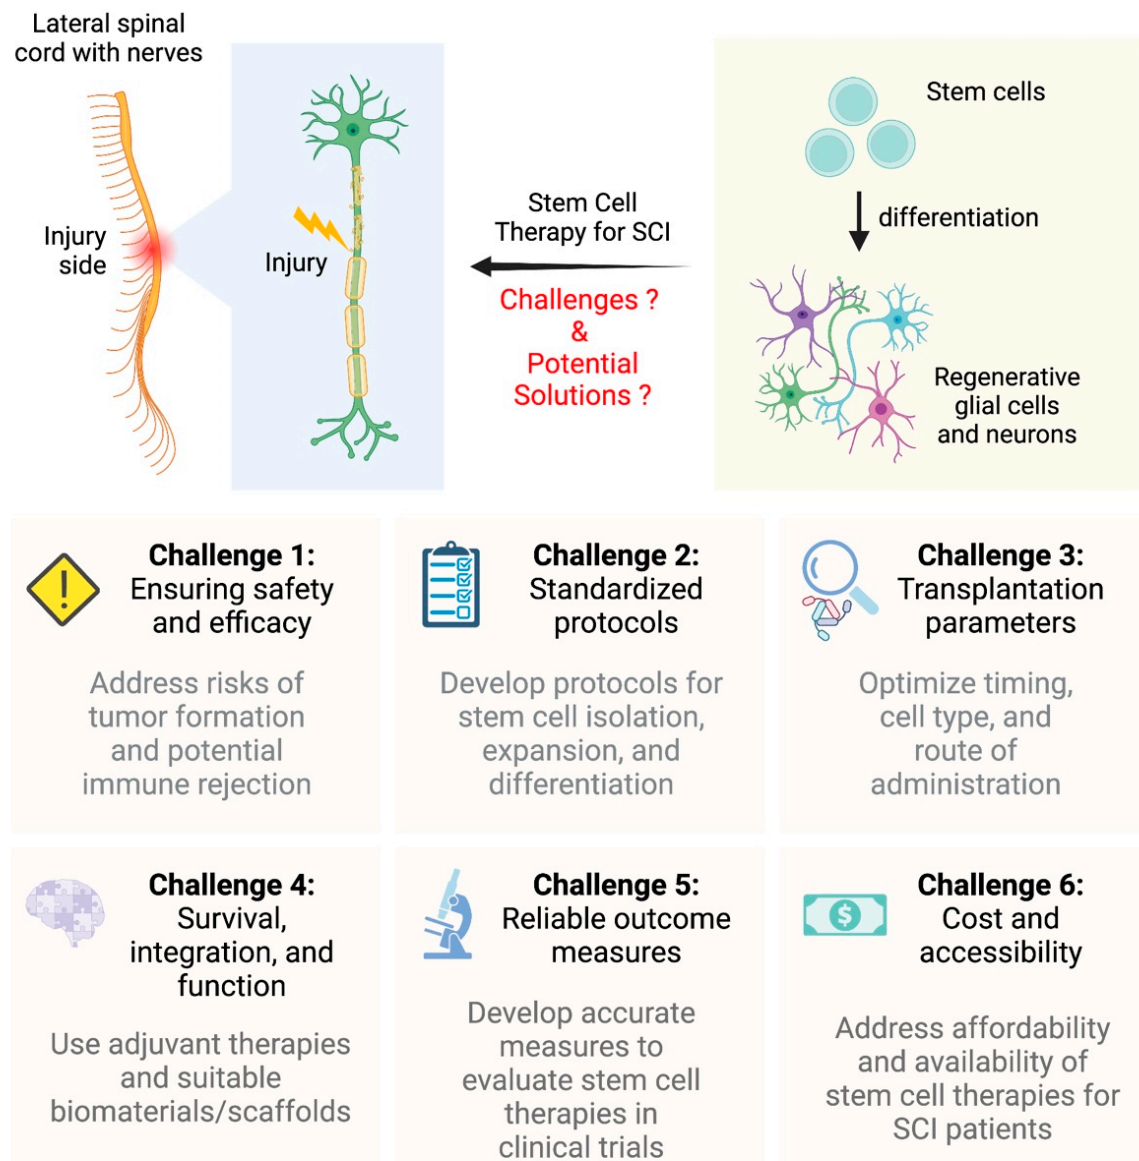 Lateral spinal
cord with nerves
Injury
side
Injury
Stem Cell
Therapy for SCI
Challenges ?
&
Potential
Solutions ?
Stem cells
differentiation
Regenerative
glial cells
and neurons
Challenge 1:
Ensuring safety
and efficacy
Address risks of
tumor formation
and potential
immune rejection
Challenge 2:
Standardized
protocols
Develop protocols for
stem cell isolation,
expansion, and
differentiation
Challenge 3:
Transplantation
parameters
Optimize timing,
cell type, and
route of
administration
Challenge 4:
Survival,
integration, and
function
Use adjuvant therapies
and suitable
biomaterials/scaffolds
Challenge 5:
Reliable outcome
measures
Develop accurate
measures to
evaluate stem cell
therapies in
clinical trials
$
Challenge 6:
Cost and
accessibility
Address affordability
and availability of
stem cell therapies for
SCI patients